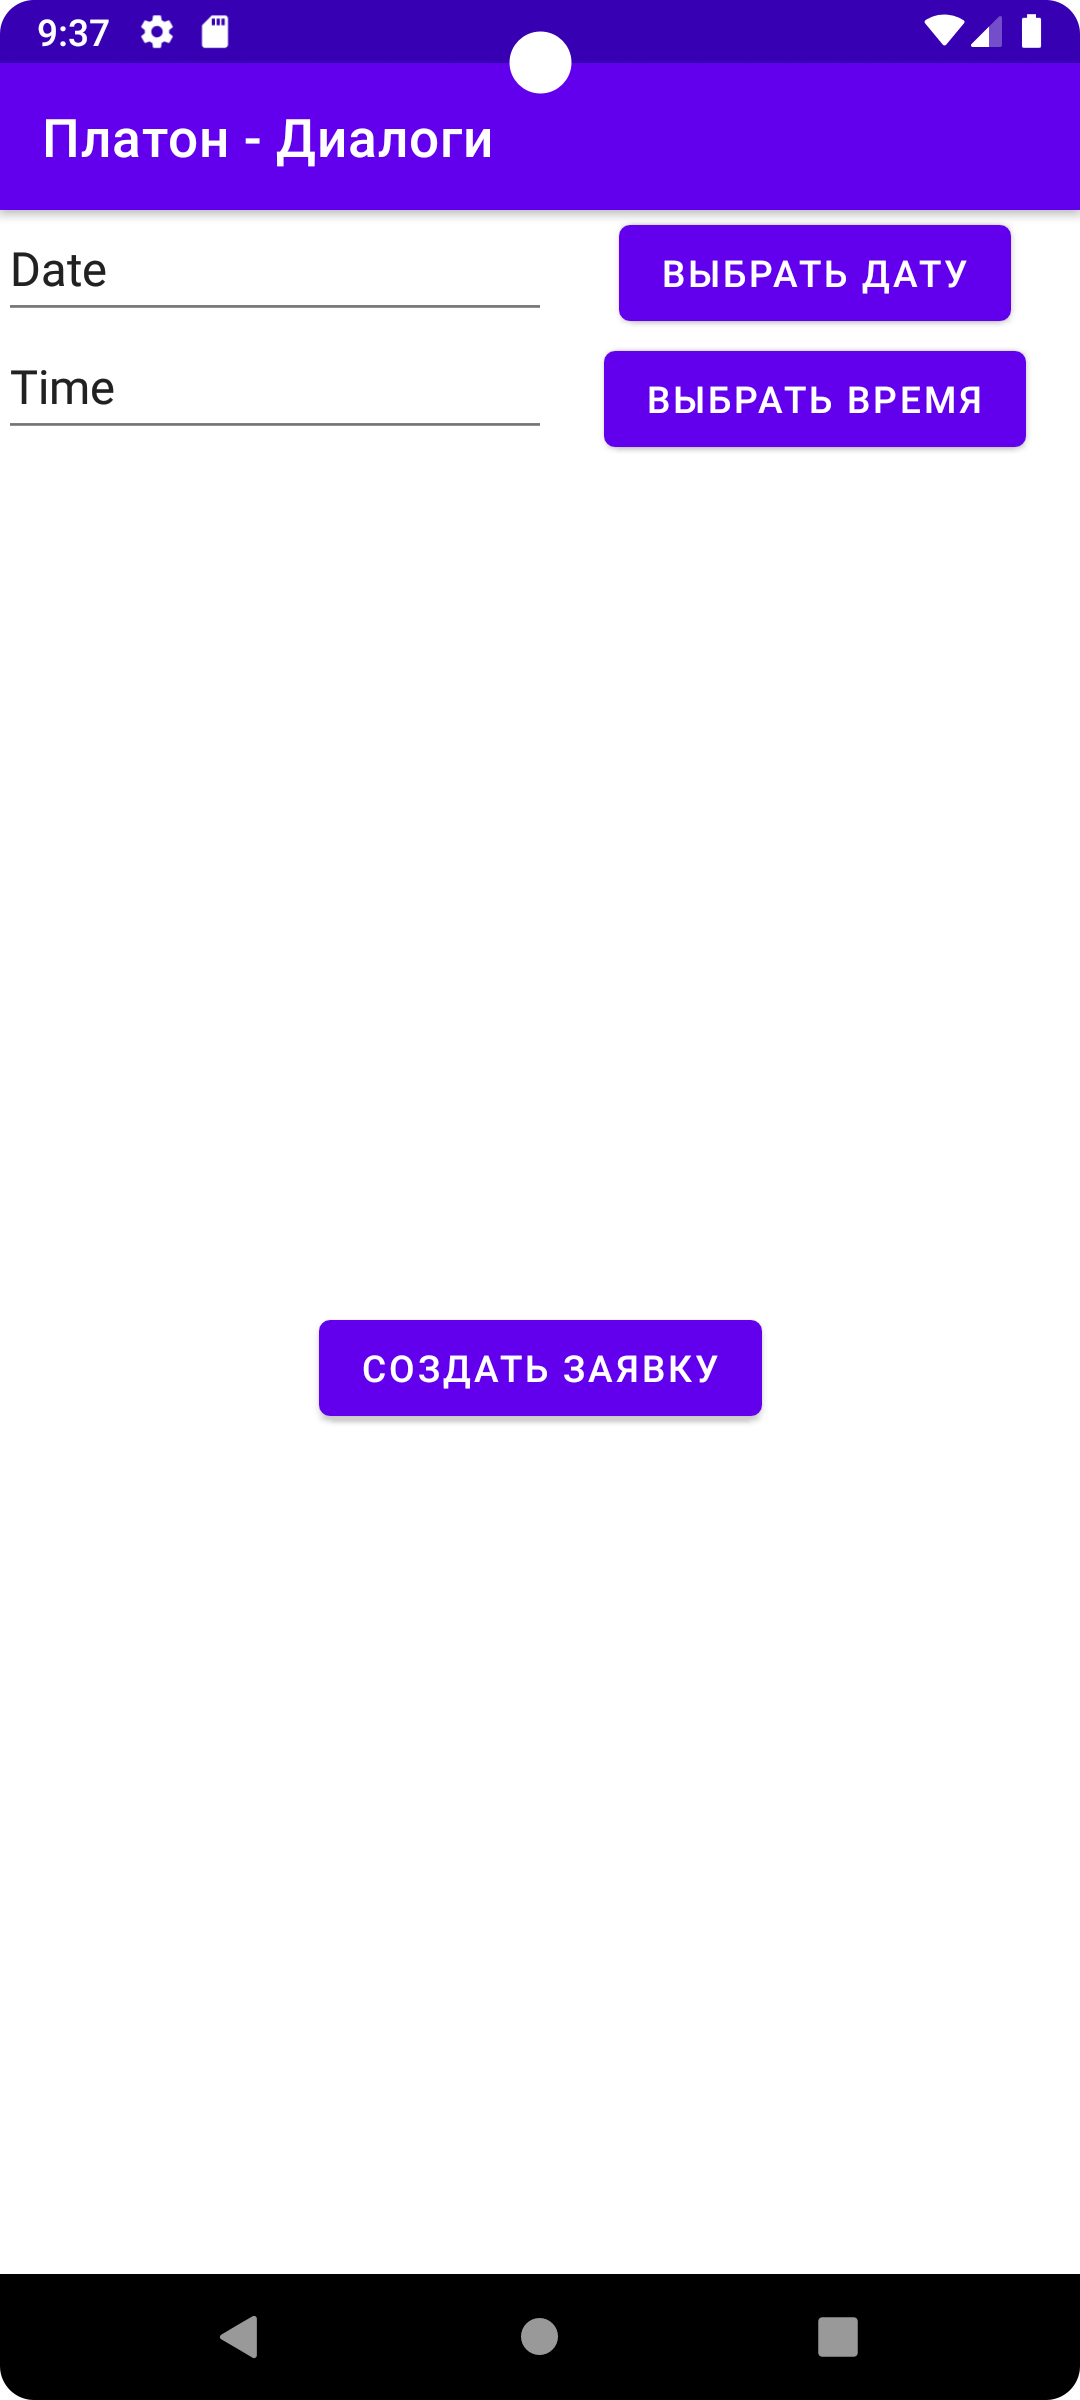 9:37
Платон - Диалоги
Date
ВЫБРАТЬ ДАТУ
Time
ВЫБРАТЬ ВРЕМЯ
СОЗДАТЬ ЗАЯВКУ